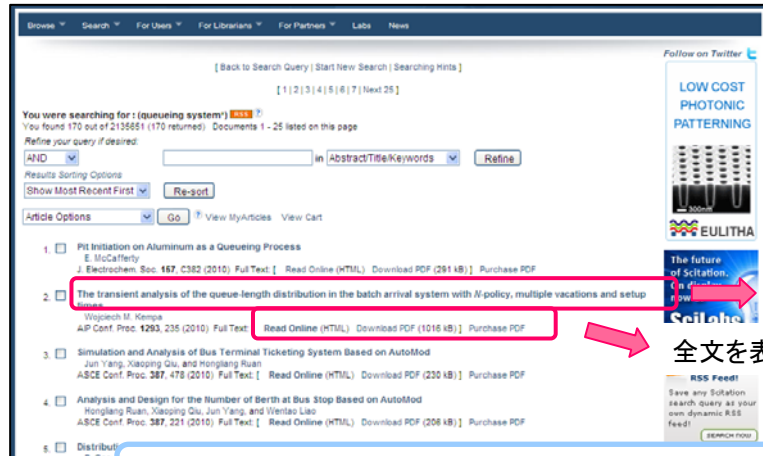 Browse Search For Users For Librarians For Partners Labs News
Follow on Twitter
[ Back to Search Query | Start New Search | Searching Hints ]
[ 1 | 2 | 3 | 4 | 5 | 6 | 7 | Next 25 ]
You were searching for : (queueing system*) RSS ?
You found 170 out of 2135651 (170 returned) Documents 1 - 25 listed on this page
Refine your query if desired:
AND in Abstract/Title/Keywords Refine
Results Sorting Options
Show Most Recent First Re-sort
Article Options Go ? View MyArticles View Cart
1. Pit Initiation on Aluminum as a Queueing Process
E. McCafferty
J. Electrochem. Soc. 157, C382 (2010) Full Text: [ Read Online (HTML) Download PDF (291 kB) ] Purchase PDF
2. The transient analysis of the queue-length distribution in the batch arrival system with N-policy, multiple vacations and setup
times
Wojciech M. Kempa
AIP Conf. Proc. 1293, 235 (2010) Full Text: Read Online (HTML) Download PDF (1016 kB) ] Purchase PDF
3. Simulation and Analysis of Bus Terminal Ticketing System Based on AutoMod
Jun Yang, Xiaoping Qiu, and Hongliang Ruan
ASCE Conf. Proc. 387, 478 (2010) Full Text: [ Read Online (HTML) Download PDF (230 kB) ] Purchase PDF
4. Analysis and Design for the Number of Berth at Bus Stop Based on AutoMod
Hongliang Ruan, Xiaoping Qiu, Jun Yang, and Wentao Liao
ASCE Conf. Proc. 387, 221 (2010) Full Text: [ Read Online (HTML) Download PDF (206 kB) ] Purchase PDF
5.
LOW COST
PHOTONIC
PATTERNING
300nm
EULITHA
The future
of Scitation.
On display
now
SciLabs
全文を表
RSS Feed!
Save any Scitation
search query as your
own dynamic RSS
feed!
SEARCH NOW